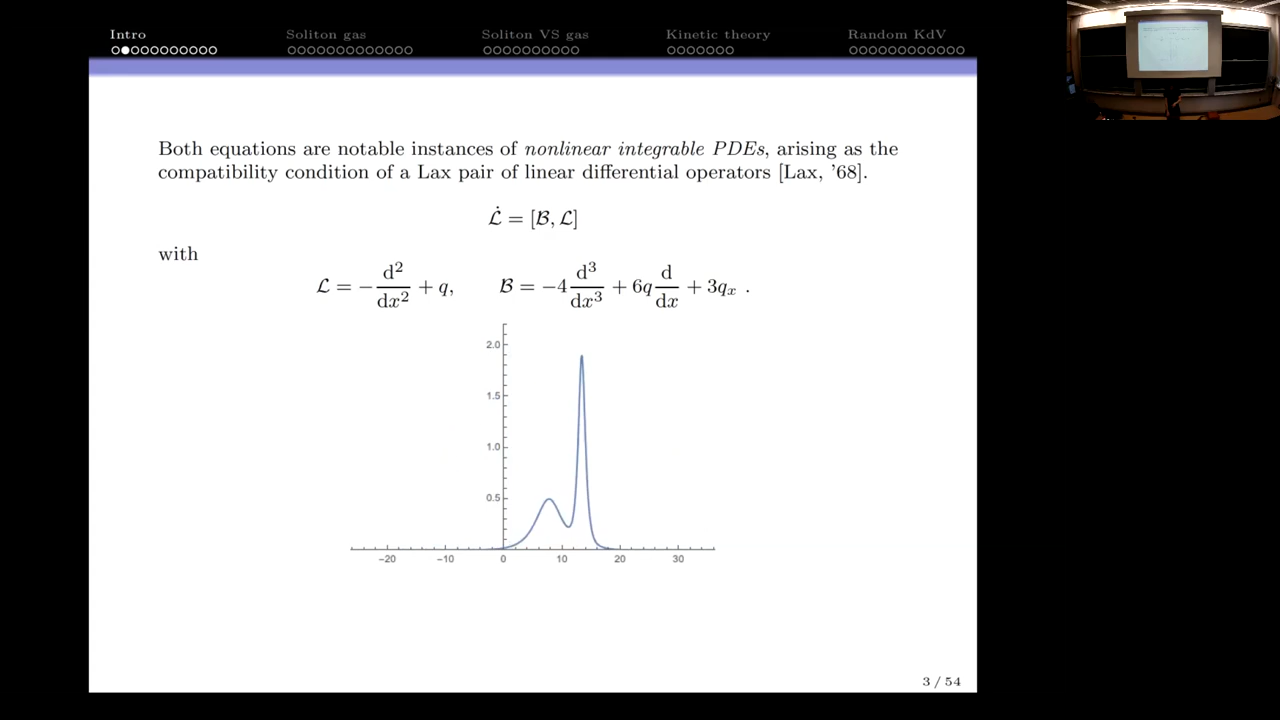 Intro Soliton gas Soliton VS gas Kinetic theory Random KdV
Both equations are notable instances of nonlinear integrable PDEs, arising as the
compatibility condition of a Lax pair of linear differential operators [Lax, '68].
ℒ̇ = [ℬ, ℒ]
with
ℒ = −d²/dx² + q, ℬ = −4 d³/dx³ + 6q d/dx + 3qₓ .
2.0
1.5
1.0
0.5
−20 −10 0 10 20 30
3 / 54